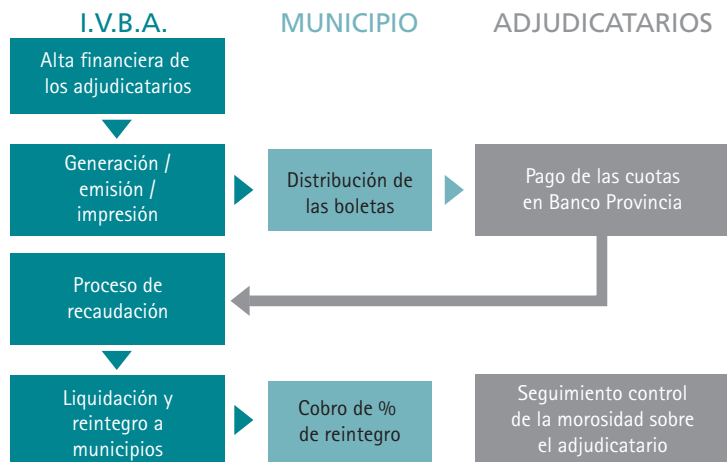 I.V.B.A.
MUNICIPIO
ADJUDICATARIOS
Alta financiera de
los adjudicatarios
Generación /
emisión /
impresión
Distribución de
las boletas
Pago de las cuotas
en Banco Provincia
Proceso de
recaudación
Liquidación y
reintegro a
municipios
Cobro de %
de reintegro
Seguimiento control
de la morosidad sobre
el adjudicatario